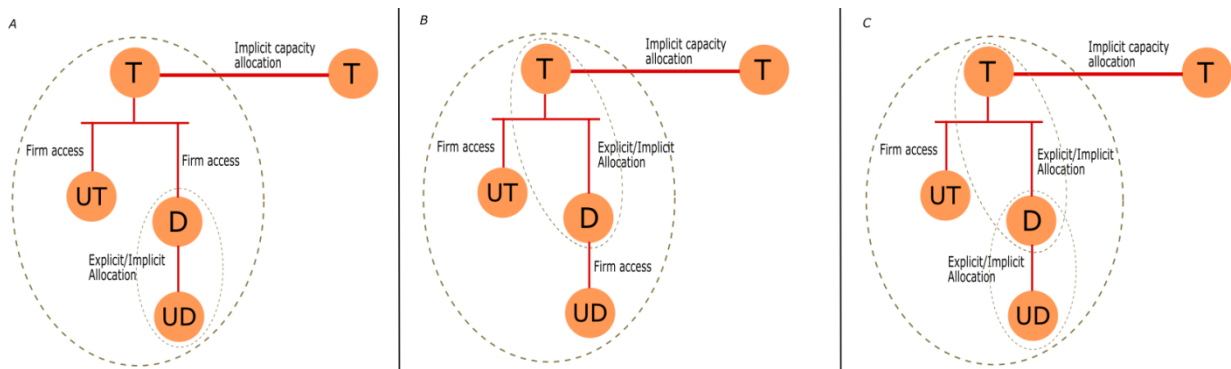 A
Implicit capacity
allocation
T
T
Firm access
Firm access
UT
D
Explicit/Implicit
Allocation
UD
B
Implicit capacity
allocation
T
T
Firm access
Explicit/Implicit
Allocation
UT
D
Firm access
UD
C
Implicit capacity
allocation
T
T
Firm access
Explicit/Implicit
Allocation
UT
D
Explicit/Implicit
Allocation
UD